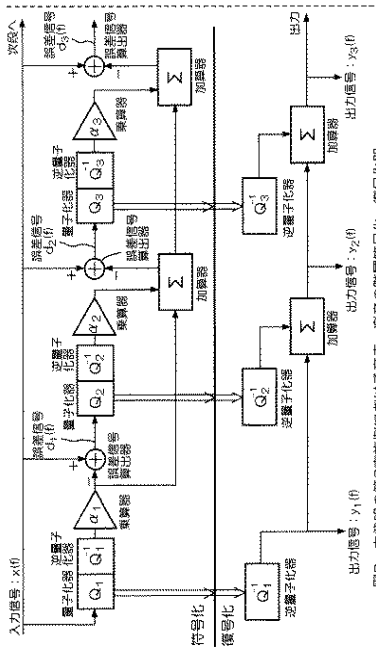 入力信号：x(f)
次段へ
量子化器
逆量子
化器
Q1
Q1⁻¹
α1
乗算器
誤差信号
d1(f)
+
−
誤差信号
算出器
量子化器
逆量子
化器
Q2
Q2⁻¹
α2
乗算器
誤差信号
d2(f)
+
−
誤差信号
算出器
Σ
加算器
量子化器
逆量子
化器
Q3
Q3⁻¹
α3
乗算器
誤差信号
d3(f)
+
−
誤差信号
算出器
Σ
加算器
符号化
復号化
Q1⁻¹
逆量子化器
Q2⁻¹
逆量子化器
Σ
加算器
Q3⁻¹
逆量子化器
Σ
加算器
出力
出力信号：y1(f)
出力信号：y2(f)
出力信号：y3(f)